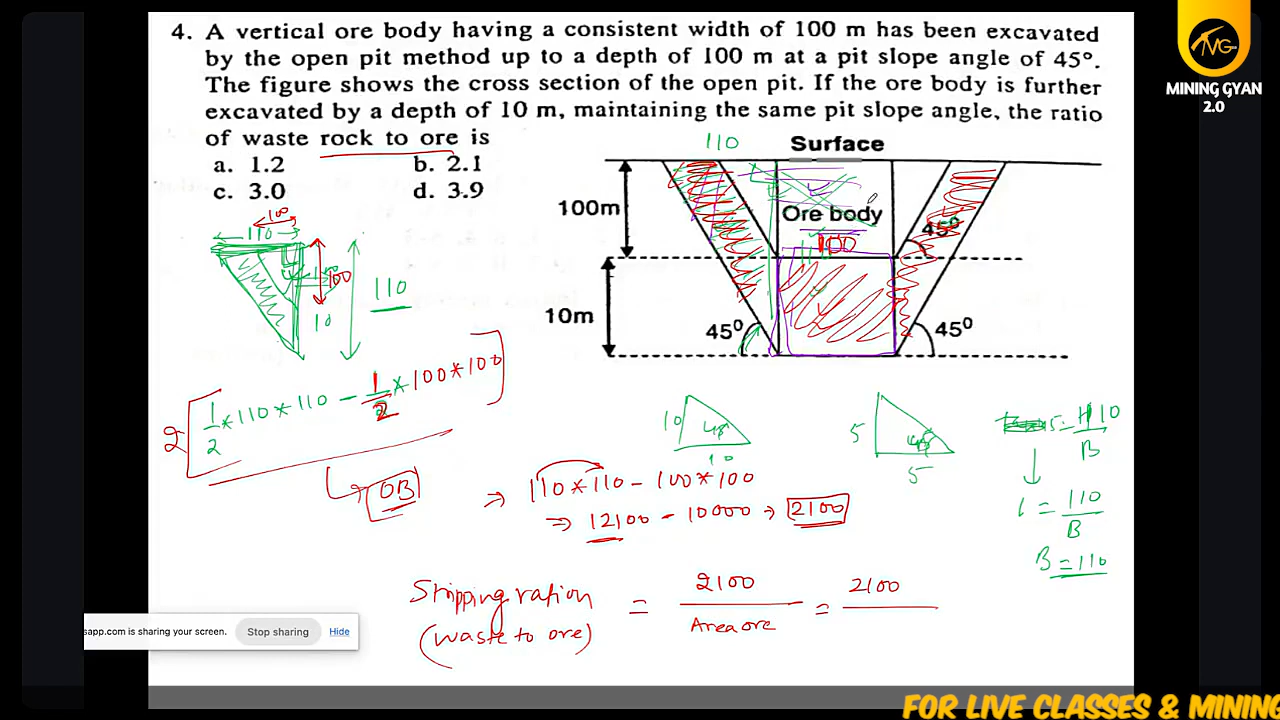 4. A vertical ore body having a consistent width of 100 m has been excavated
by the open pit method up to a depth of 100 m at a pit slope angle of 45°.
The figure shows the cross section of the open pit. If the ore body is further
excavated by a depth of 10 m, maintaining the same pit slope angle, the ratio
of waste rock to ore is
a. 1.2 b. 2.1
c. 3.0 d. 3.9
TVG
MINING GYAN
2.0
110
Surface
100m
Ore body
100
45°
10m
45°
45°
100
110
100
10
110
2[1/2*110*110 - 1/2*100*100]
OB
10
45
10
5
45
5
= 110/B
1 = 110/B
B = 110
⇒ 110*110 - 100*100
⇒ 12100 - 10000 → 2100
Stripping ration
(waste to ore)
= 2100/Area ore = 2100
sapp.com is sharing your screen. Stop sharing Hide
FOR LIVE CLASSES & MINING